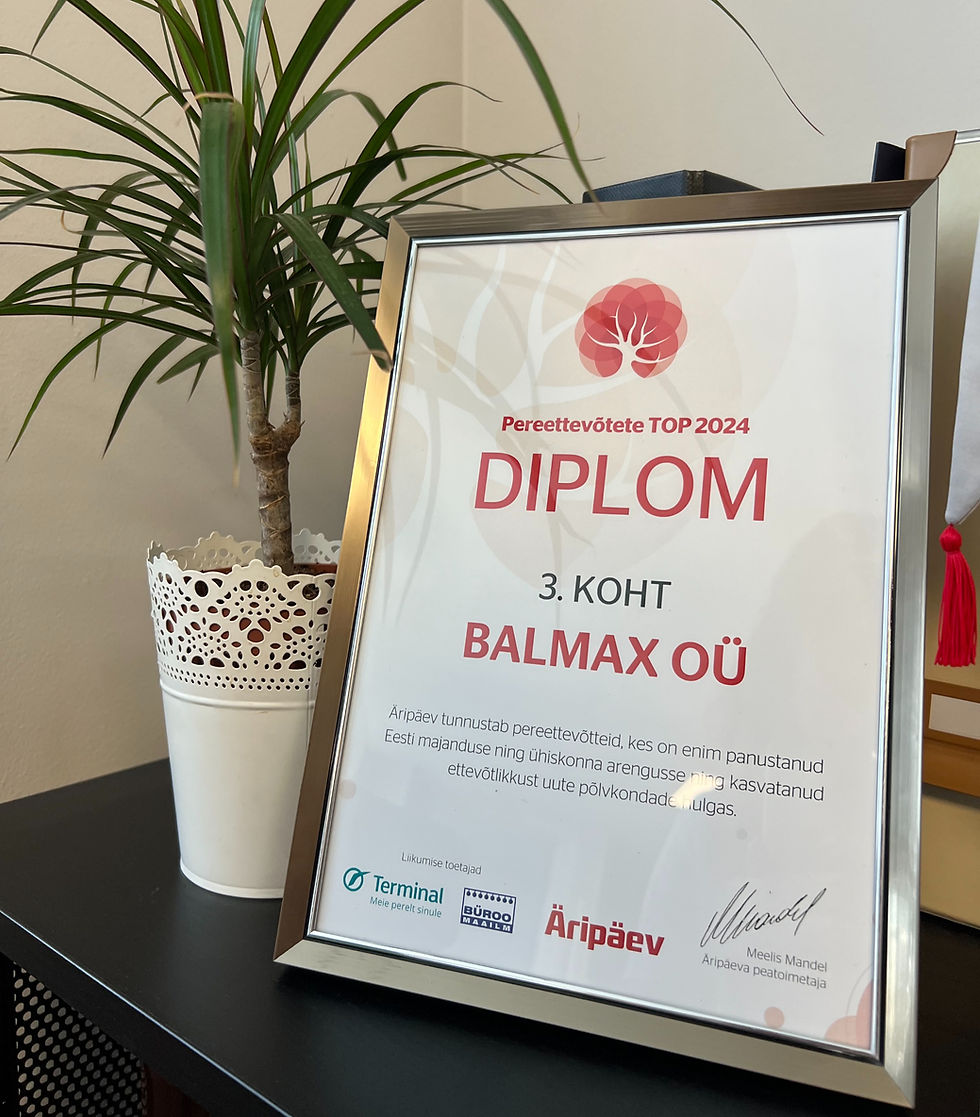 Pereettevõtete TOP 2024
DIPLOM
3. KOHT
BALMAX OÜ
Äripäev tunnustab pereettevõtteid, kes on enim panustanud
Eesti majanduse ning ühiskonna arengusse ning kasvatanud
ettevõtlikkust uute põlvkondade hulgas.
Liikumise toetajad
Terminal
Meie perelt sinule
BÜROO
MAAILM
Äripäev
Meelis Mandel
Äripäeva peatoimetaja